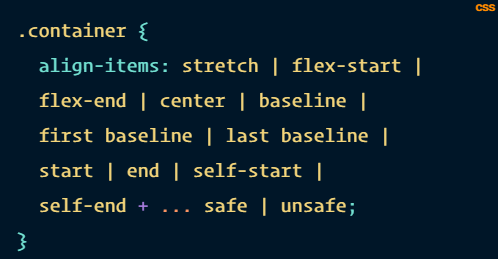 css
.container {
align-items: stretch | flex-start |
flex-end | center | baseline |
first baseline | last baseline |
start | end | self-start |
self-end + ... safe | unsafe;
}